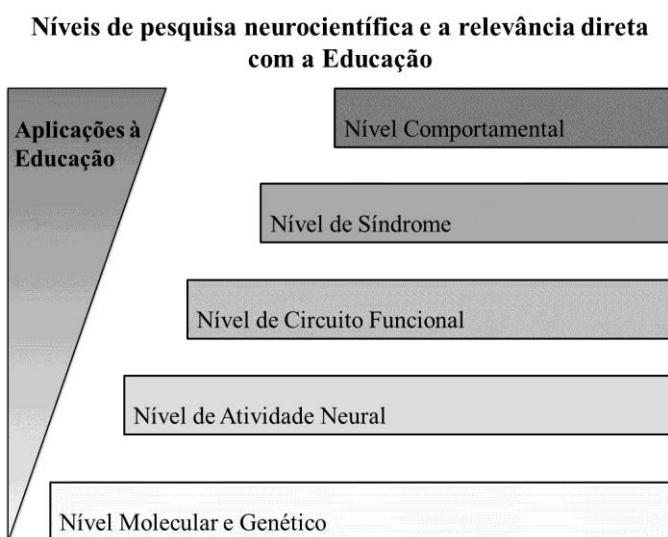 Níveis de pesquisa neurocientífica e a relevância direta
com a Educação
Aplicações à
Educação
Nível Comportamental
Nível de Síndrome
Nível de Circuito Funcional
Nível de Atividade Neural
Nível Molecular e Genético